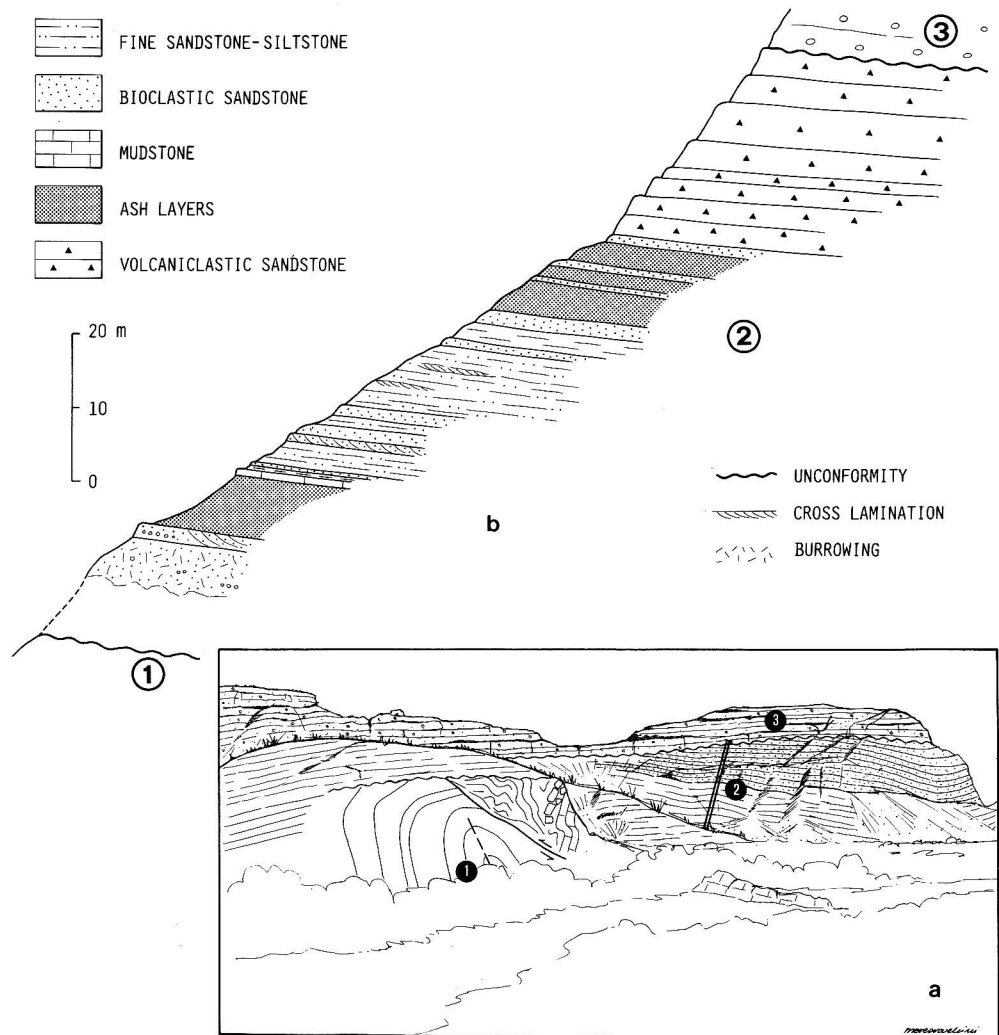 FINE SANDSTONE-SILTSTONE
BIOCLASTIC SANDSTONE
MUDSTONE
ASH LAYERS
VOLCANICLASTIC SANDSTONE
3
20 m
10
0
2
UNCONFORMITY
CROSS LAMINATION
BURROWING
b
1
3
2
1
a